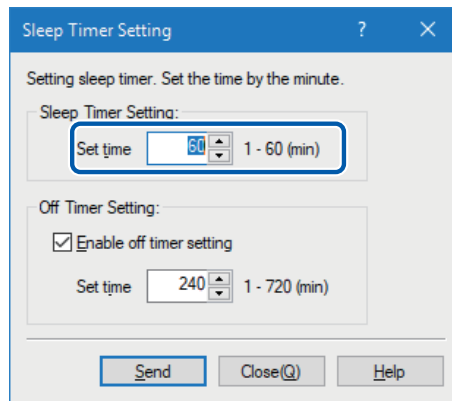 Sleep Timer Setting ? ×
Setting sleep timer. Set the time by the minute.
Sleep Timer Setting:
Set time 60 1 - 60 (min)
Off Timer Setting:
Enable off timer setting
Set time 240 1 - 720 (min)
Send Close(Q) Help